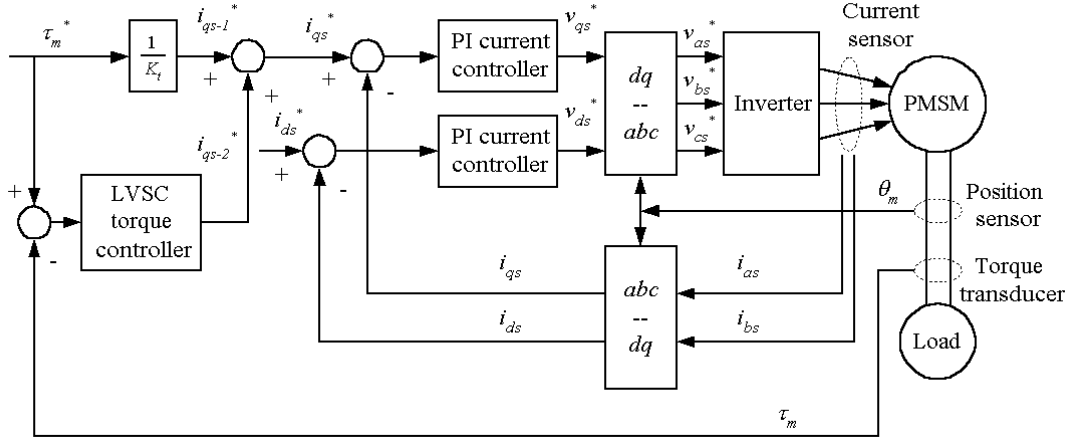 τm*
1
Kt
iqs-1*
+
+
iqs*
+
-
PI current
controller
vqs*
dq
--
abc
vas*
vbs*
vcs*
Inverter
Current
sensor
PMSM
iqs-2*
ids*
+
-
PI current
controller
vds*
+
-
LVSC
torque
controller
θm
Position
sensor
iqs
ids
abc
--
dq
ias
ibs
Torque
transducer
Load
τm